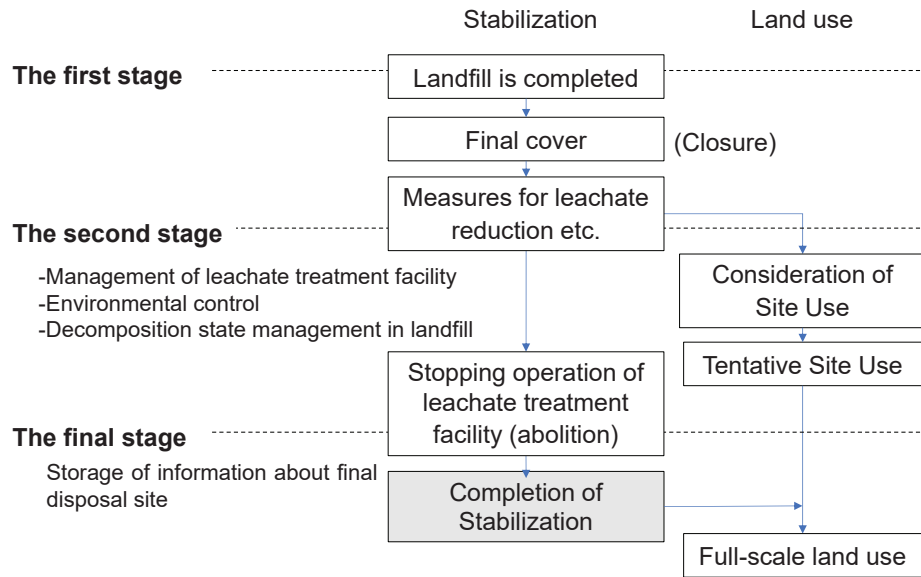 Stabilization
Land use
The first stage
Landfill is completed
Final cover
(Closure)
Measures for leachate
reduction etc.
The second stage
-Management of leachate treatment facility
-Environmental control
-Decomposition state management in landfill
Consideration of
Site Use
Tentative Site Use
Stopping operation of
leachate treatment
facility (abolition)
The final stage
Storage of information about final
disposal site
Completion of
Stabilization
Full-scale land use